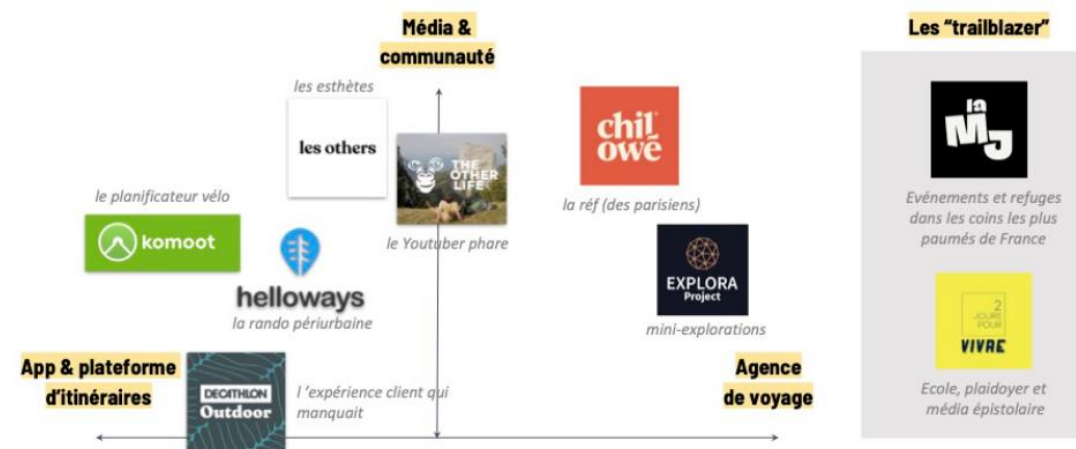 Média &
communauté
Les “trailblazer”
les esthètes
les others
THE
OTHER
LIFE
le Youtuber phare
chil
owé
la réf (des parisiens)
le planificateur vélo
komoot
helloways
la rando périurbaine
EXPLORA
Project
mini-explorations
App & plateforme
d’itinéraires
DECATHLON
Outdoor
l ‘expérience client qui
manquait
Agence
de voyage
la
MJ
Evénements et refuges
dans les coins les plus
paumés de France
2
JOURS
POUR
VIVRE
Ecole, plaidoyer et
média épistolaire